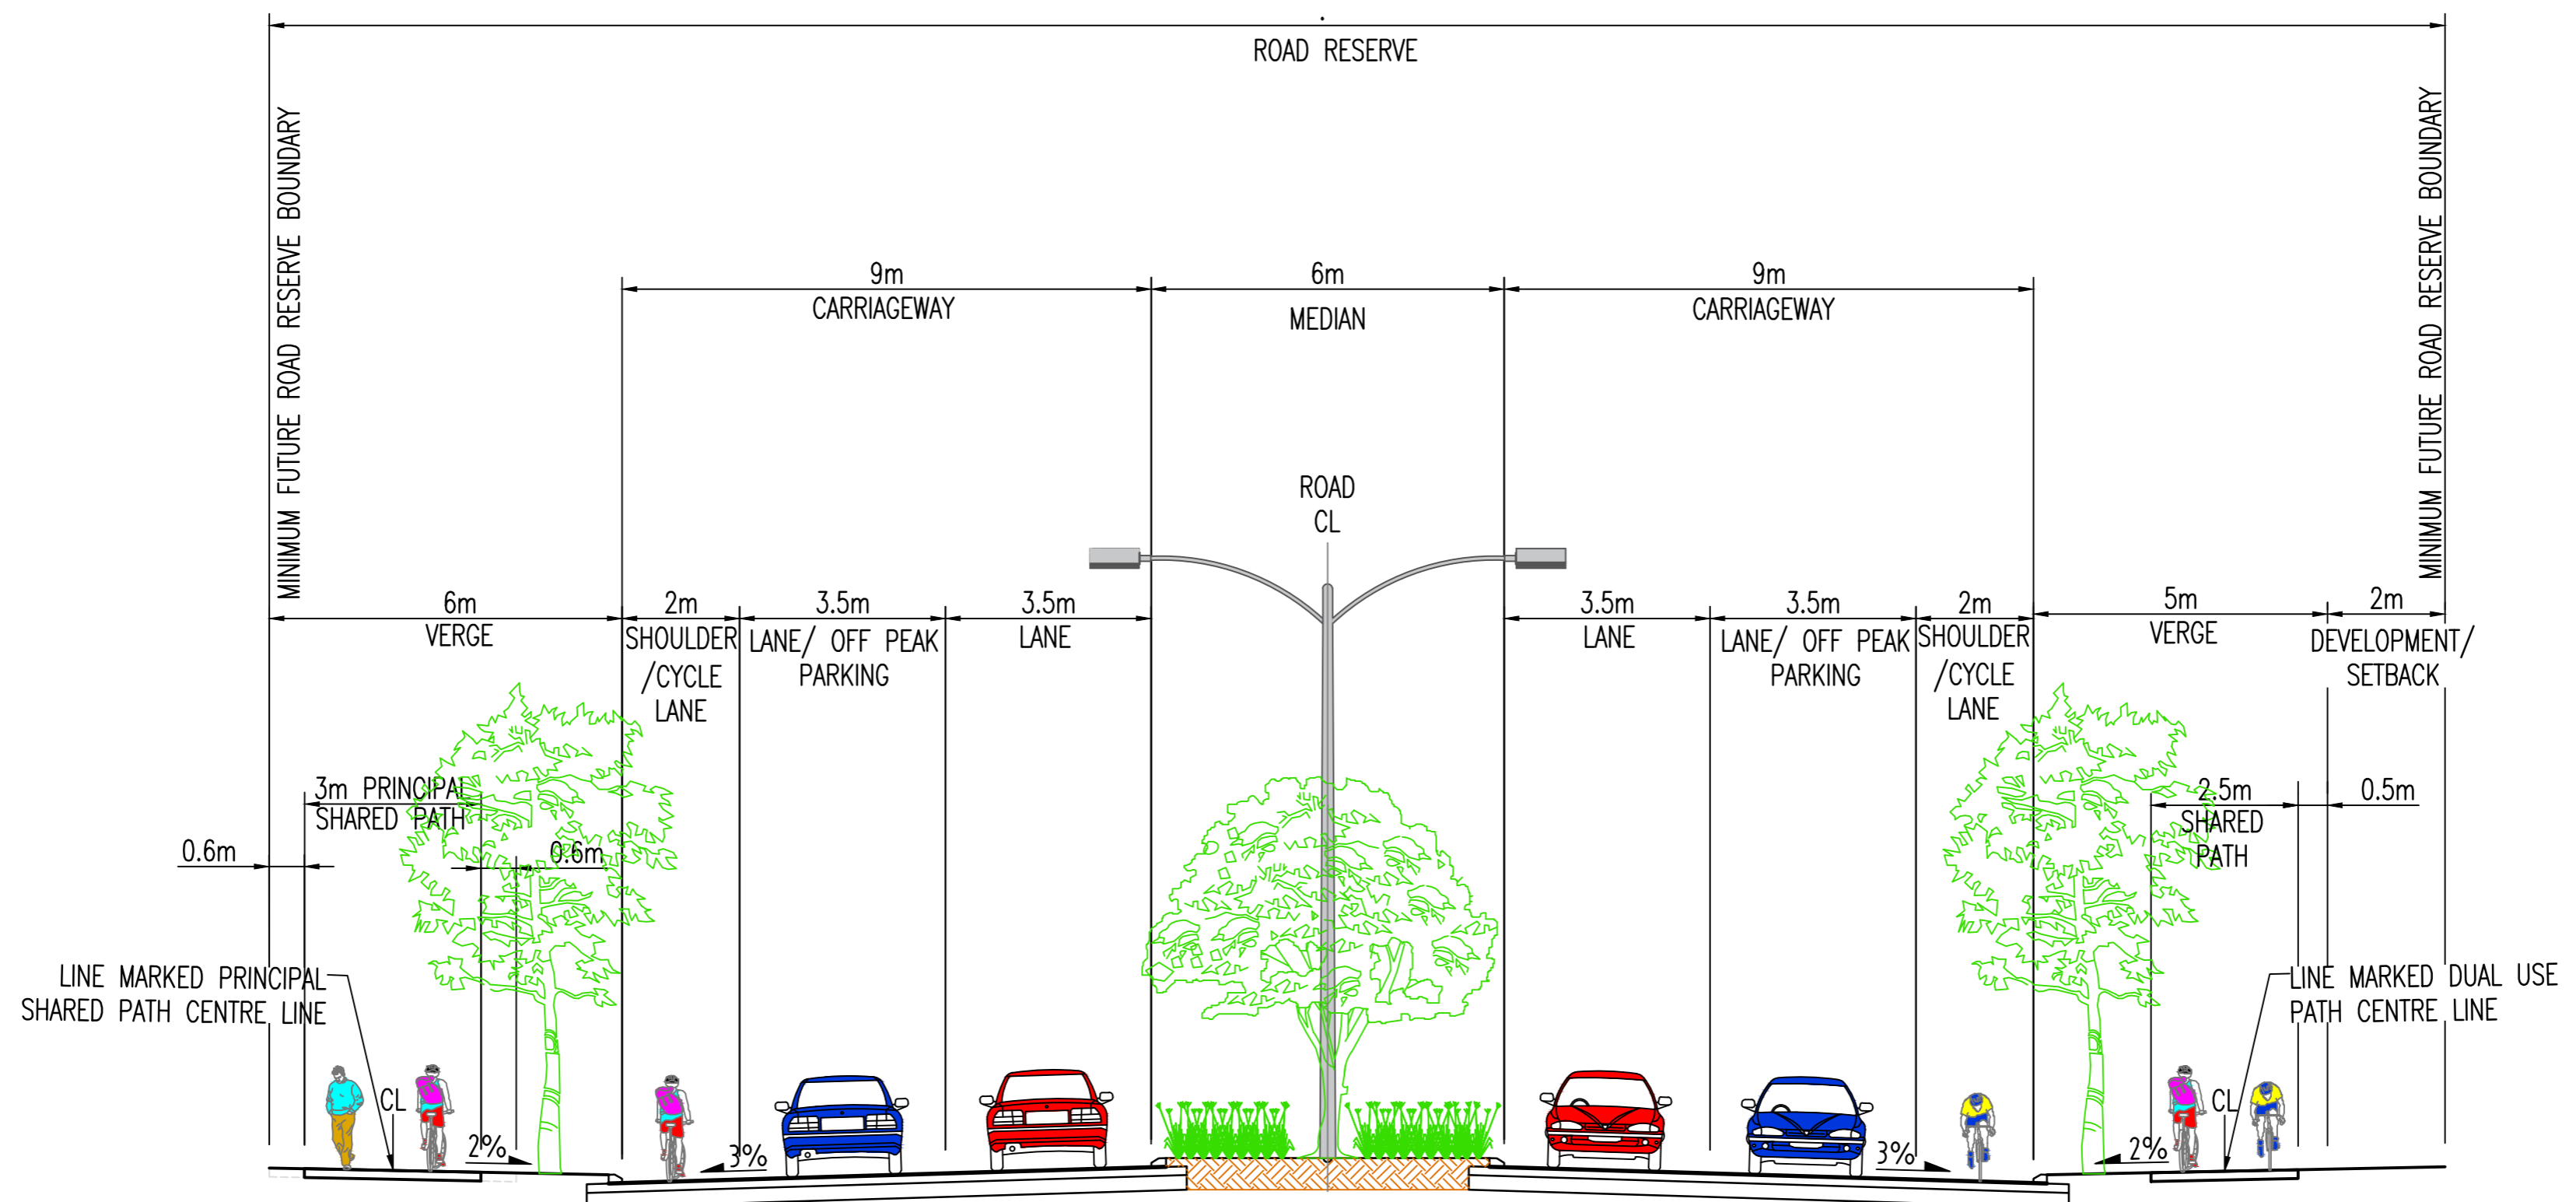 ROAD RESERVE
MINIMUM FUTURE ROAD RESERVE BOUNDARY
MINIMUM FUTURE ROAD RESERVE BOUNDARY
9m
CARRIAGEWAY
6m
MEDIAN
9m
CARRIAGEWAY
ROAD
CL
6m
VERGE
2m
SHOULDER
/CYCLE
LANE
3.5m
LANE/ OFF PEAK
PARKING
3.5m
LANE
3.5m
LANE
3.5m
LANE/ OFF PEAK
PARKING
2m
SHOULDER
/CYCLE
LANE
5m
VERGE
2m
DEVELOPMENT/
SETBACK
3m PRINCIPAL
SHARED PATH
0.6m
0.6m
2.5m
SHARED
PATH
0.5m
LINE MARKED PRINCIPAL
SHARED PATH CENTRE LINE
LINE MARKED DUAL USE
PATH CENTRE LINE
CL
2%
3%
3%
2%
CL